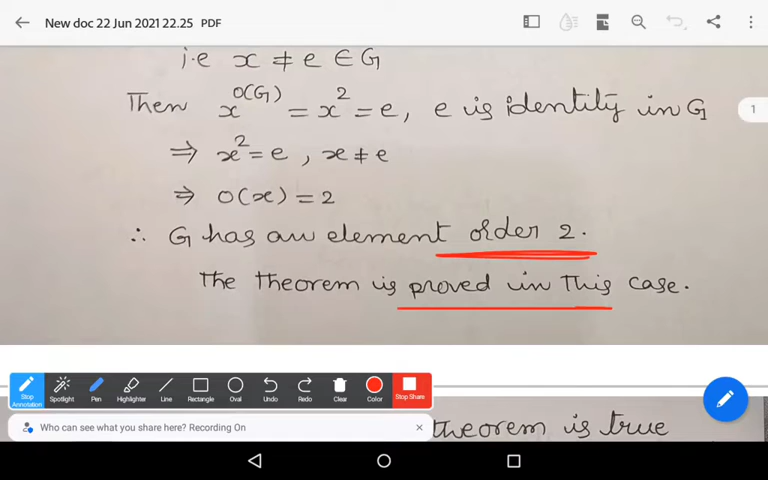 New doc 22 Jun 2021 22.25 PDF
i.e x ≠ e ∈ G
Then x^O(G) = x^2 = e, e is identity in G
1
⇒ x^2 = e, x ≠ e
⇒ O(x) = 2
∴ G has an element order 2.
The theorem is proved in this case.
Stop Annotation Spotlight Pen Highlighter Line Rectangle Oval Undo Redo Clear Color Stop Share
Who can see what you share here? Recording On
theorem is true